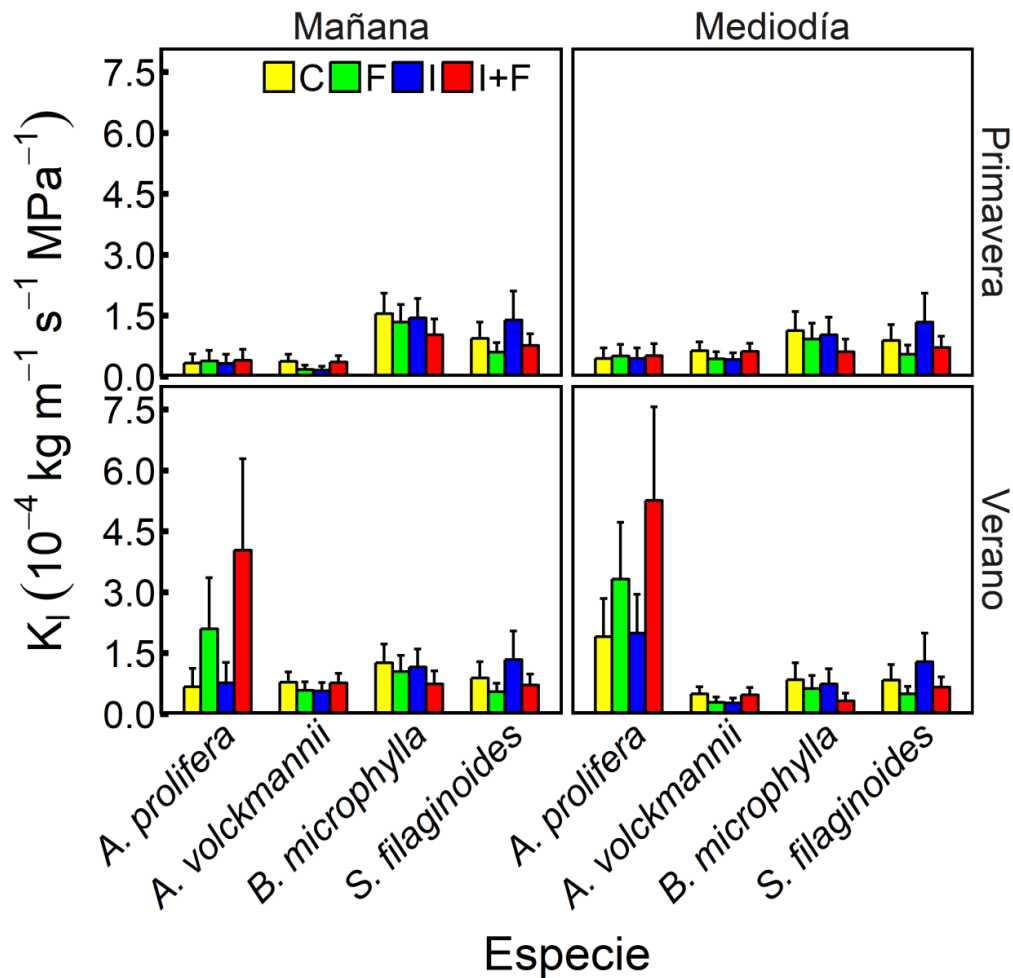 Mañana
Mediodía
C F I I+F
7.5
6.0
4.5
3.0
1.5
0.0
Primavera
7.5
6.0
4.5
3.0
1.5
0.0
Verano
Kl (10−4 kg m−1 s−1 MPa−1)
A. prolifera
A. volckmannii
B. microphylla
S. filaginoides
A. prolifera
A. volckmannii
B. microphylla
S. filaginoides
Especie